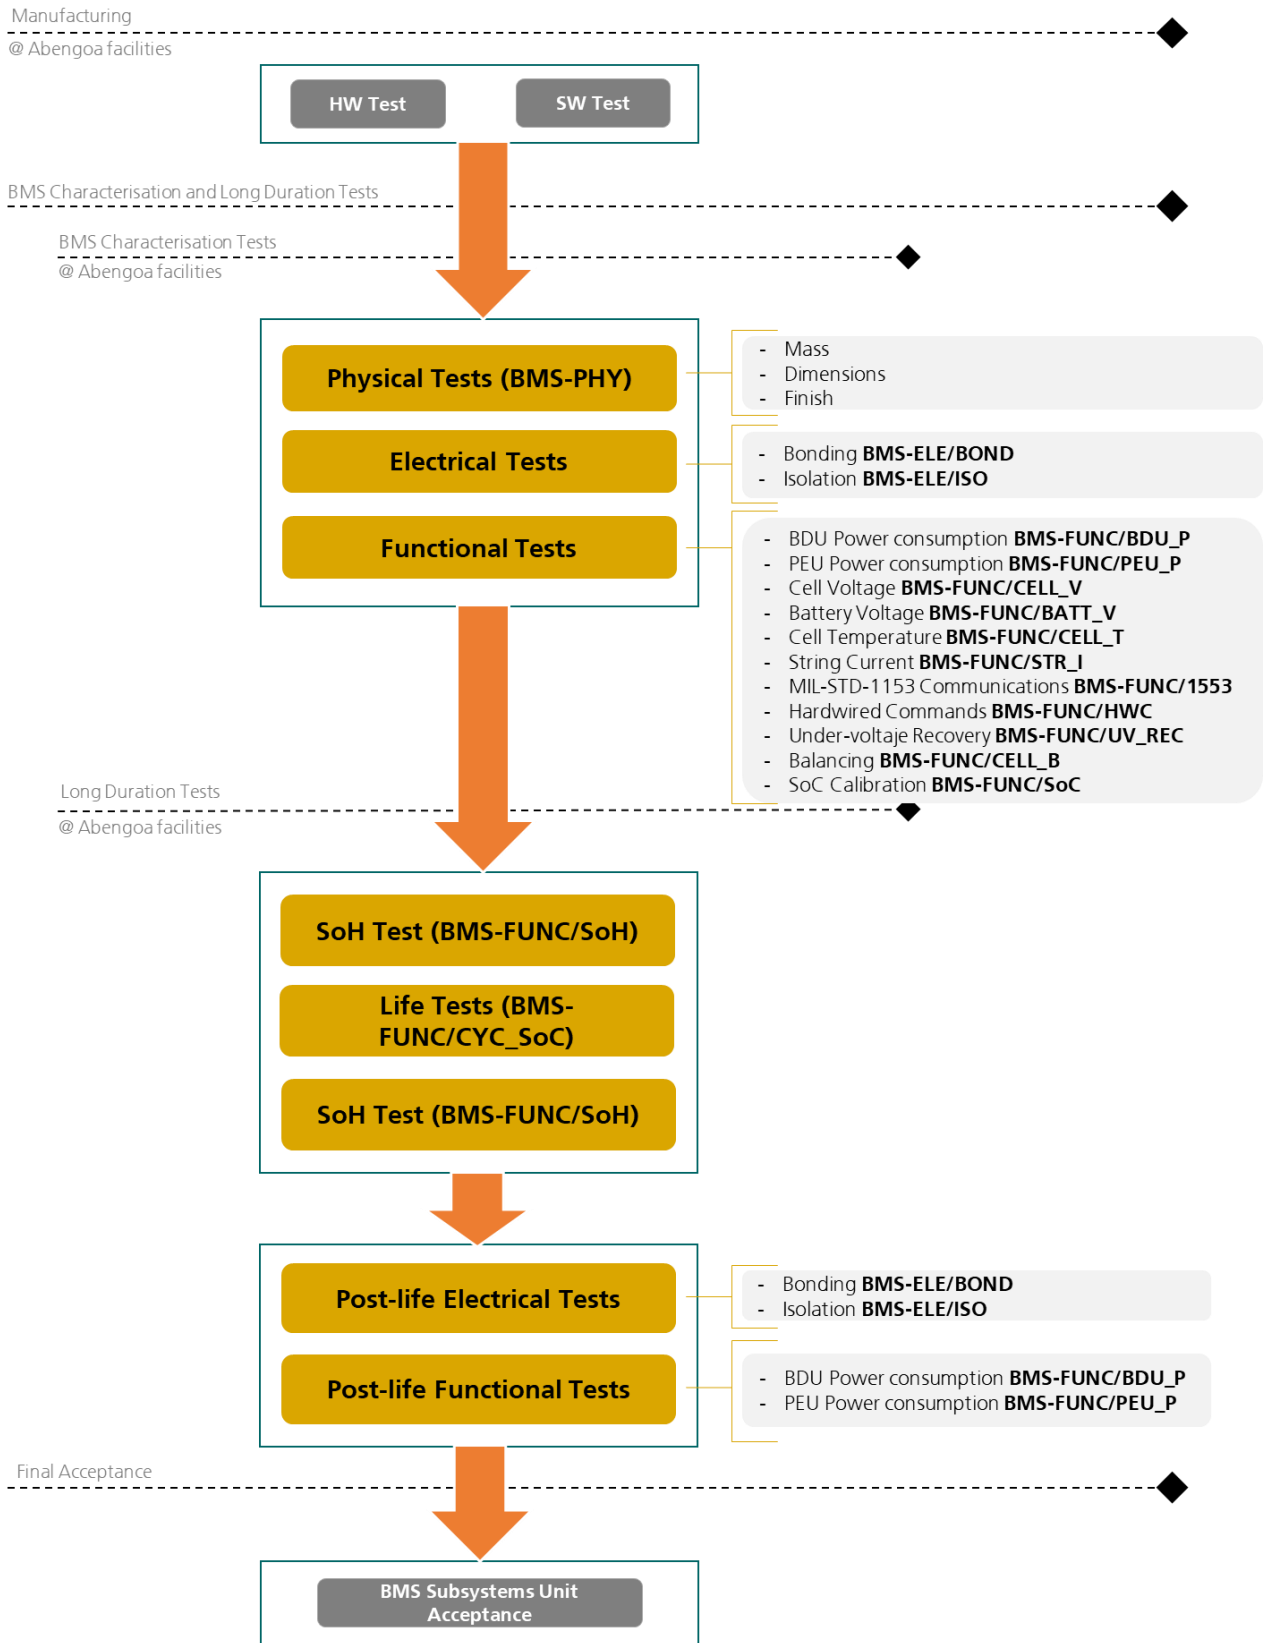 Manufacturing
@ Abengoa facilities
HW Test
SW Test
BMS Characterisation and Long Duration Tests
BMS Characterisation Tests
@ Abengoa facilities
Physical Tests (BMS-PHY)
- Mass
- Dimensions
- Finish
Electrical Tests
- Bonding BMS-ELE/BOND
- Isolation BMS-ELE/ISO
Functional Tests
- BDU Power consumption BMS-FUNC/BDU_P
- PEU Power consumption BMS-FUNC/PEU_P
- Cell Voltage BMS-FUNC/CELL_V
- Battery Voltage BMS-FUNC/BATT_V
- Cell Temperature BMS-FUNC/CELL_T
- String Current BMS-FUNC/STR_I
- MIL-STD-1153 Communications BMS-FUNC/1553
- Hardwired Commands BMS-FUNC/HWC
- Under-voltaje Recovery BMS-FUNC/UV_REC
- Balancing BMS-FUNC/CELL_B
- SoC Calibration BMS-FUNC/SoC
Long Duration Tests
@ Abengoa facilities
SoH Test (BMS-FUNC/SoH)
Life Tests (BMS-
FUNC/CYC_SoC)
SoH Test (BMS-FUNC/SoH)
Post-life Electrical Tests
- Bonding BMS-ELE/BOND
- Isolation BMS-ELE/ISO
Post-life Functional Tests
- BDU Power consumption BMS-FUNC/BDU_P
- PEU Power consumption BMS-FUNC/PEU_P
Final Acceptance
BMS Subsystems Unit
Acceptance